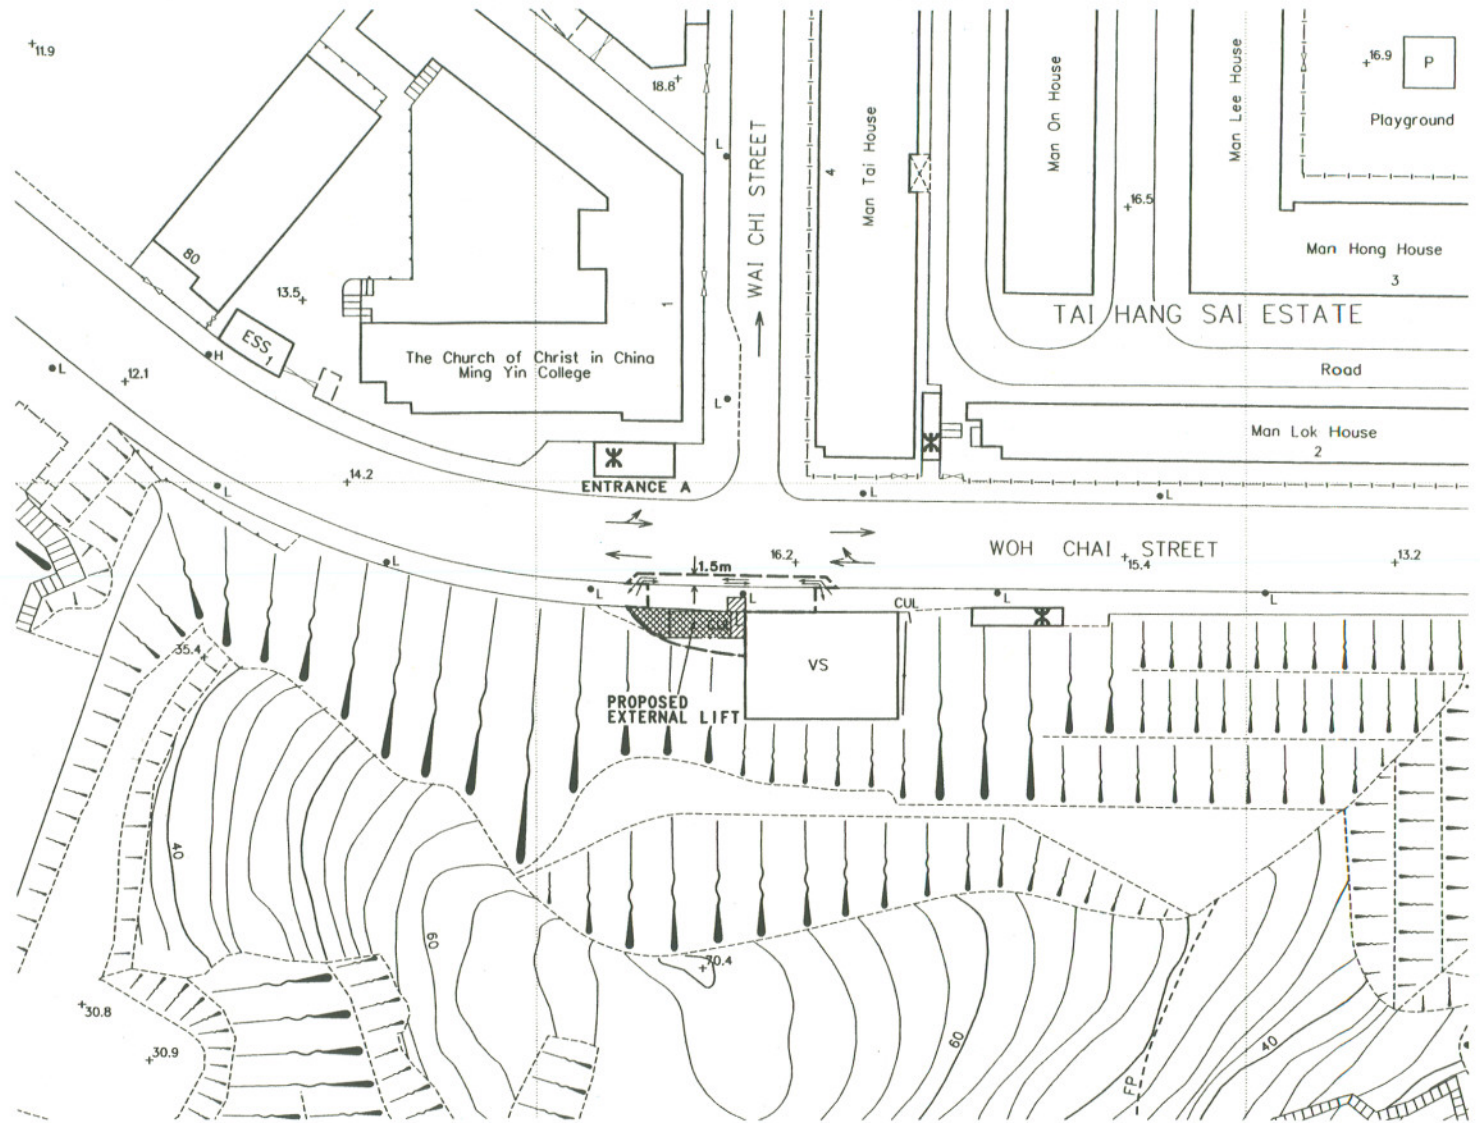 11.9
18.8
L
WAI CHI STREET
4
Man Tai House
Man On House
Man Lee House
16.9
P
Playground
16.5
Man Hong House
3
TAI HANG SAI ESTATE
Road
80
13.5
ESS
1
1
The Church of Christ in China
Ming Yin College
H
L
12.1
L
Man Lok House
2
14.2
ENTRANCE A
L
L
L
WOH CHAI STREET
15.4
13.2
16.2
1.5m
L
L
L
L
L
CUL
35.4
VS
PROPOSED
EXTERNAL LIFT
40
60
70.4
60
40
30.8
30.9
FP